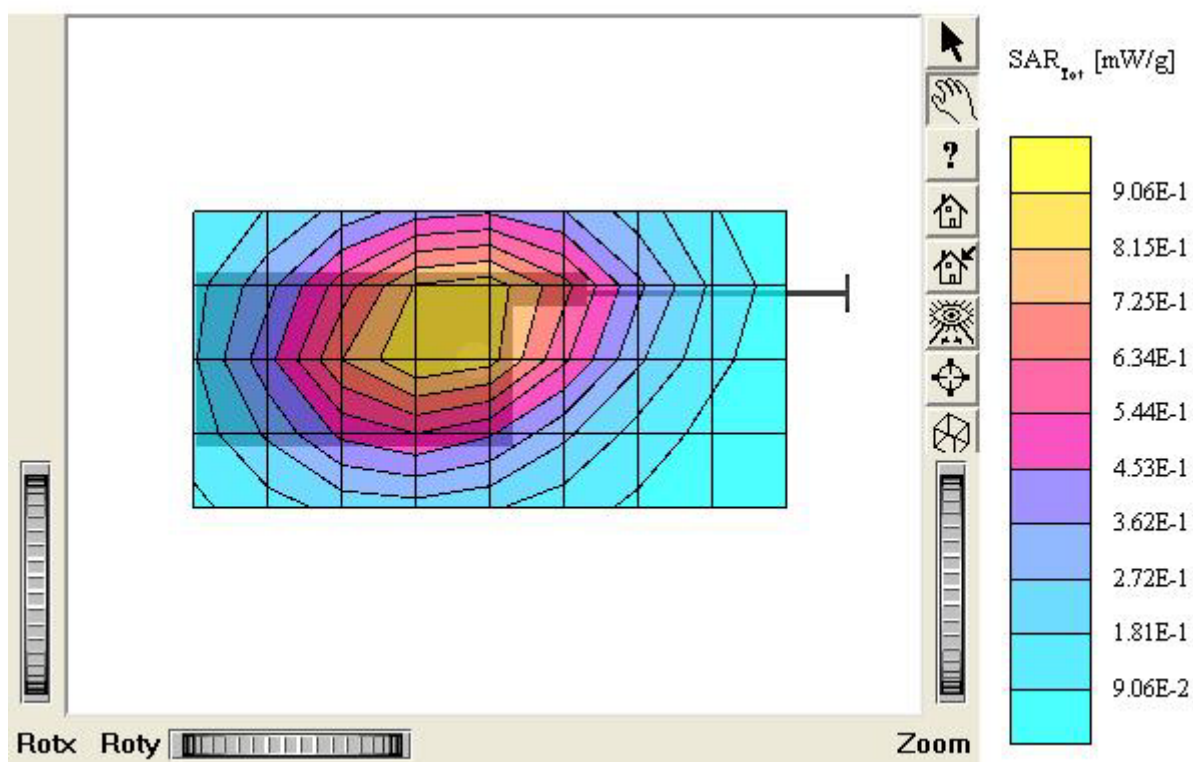 SAR_Tot [mW/g]
?
9.06E-1
8.15E-1
7.25E-1
6.34E-1
5.44E-1
4.53E-1
3.62E-1
2.72E-1
1.81E-1
9.06E-2
Rotx Roty Zoom